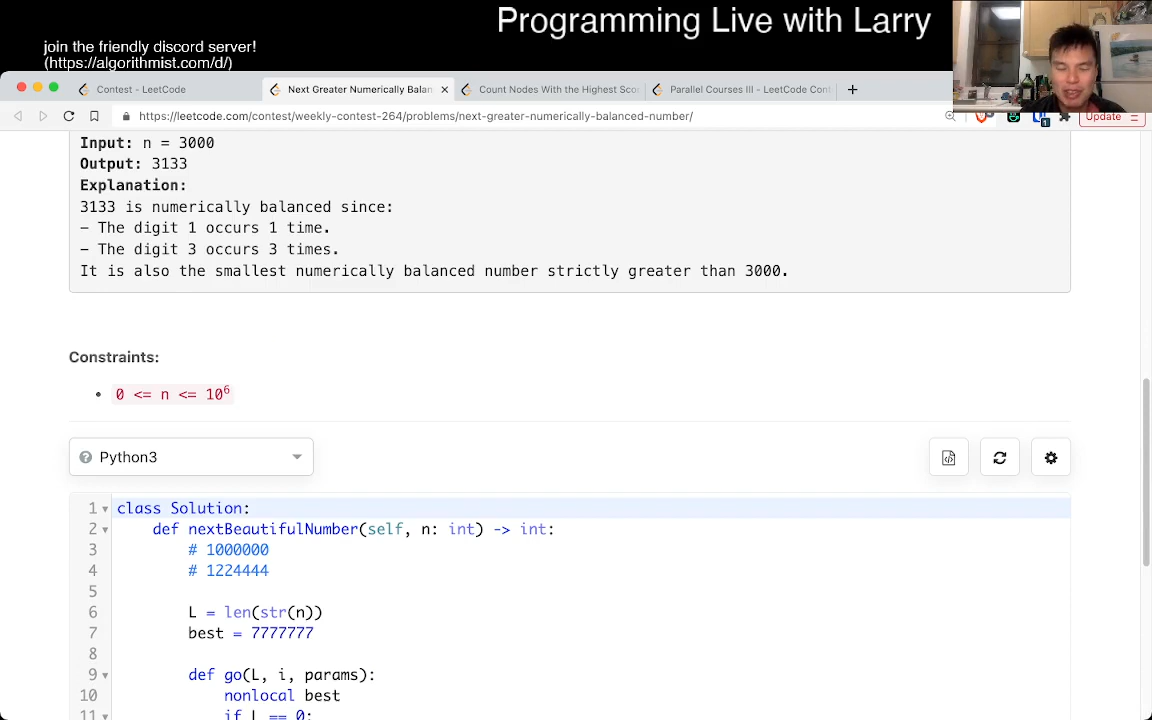 Programming Live with Larry
join the friendly discord server!
(https://algorithmist.com/d/)
Contest - LeetCode
Next Greater Numerically Balan
Count Nodes With the Highest Sco
Parallel Courses III - LeetCode Con
https://leetcode.com/contest/weekly-contest-264/problems/next-greater-numerically-balanced-number/
Update
Input: n = 3000
Output: 3133
Explanation:
3133 is numerically balanced since:
- The digit 1 occurs 1 time.
- The digit 3 occurs 3 times.
It is also the smallest numerically balanced number strictly greater than 3000.
Constraints:
• 0 <= n <= 10⁶
Python3
1 class Solution:
2 def nextBeautifulNumber(self, n: int) -> int:
3 # 1000000
4 # 1224444
5
6 L = len(str(n))
7 best = 7777777
8
9 def go(L, i, params):
10 nonlocal best
11 if L == 0: